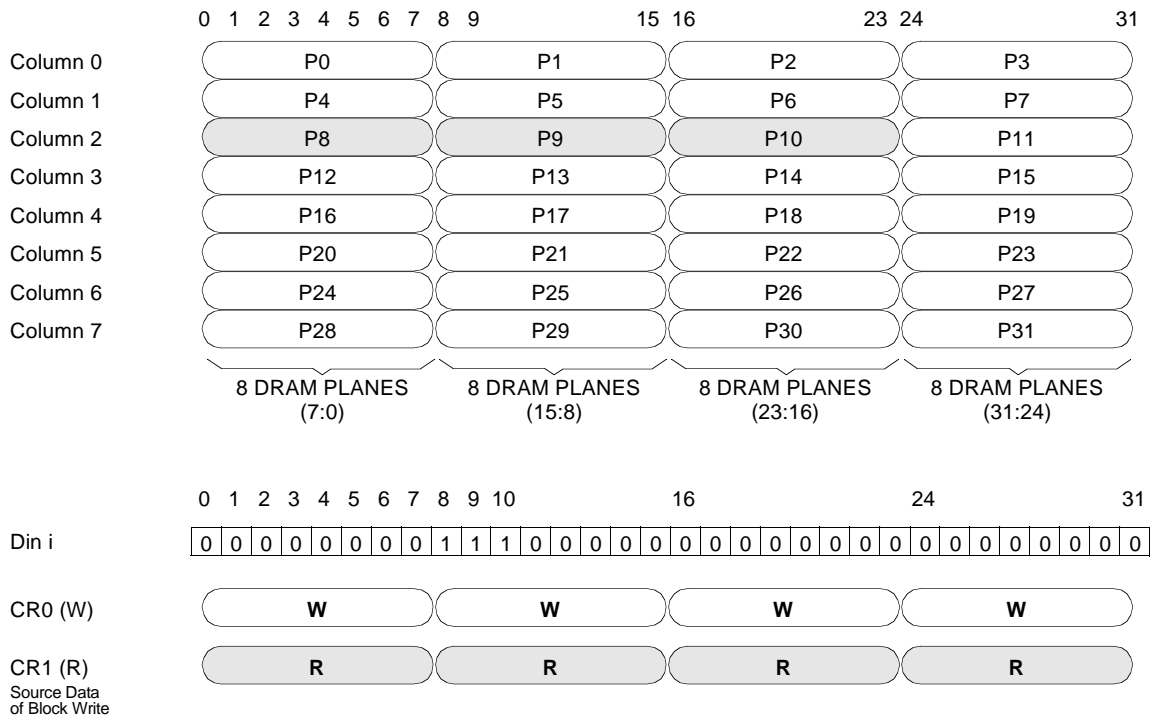 0 1 2 3 4 5 6 7 8 9 15 16 23 24 31
Column 0 P0 P1 P2 P3
Column 1 P4 P5 P6 P7
Column 2 P8 P9 P10 P11
Column 3 P12 P13 P14 P15
Column 4 P16 P17 P18 P19
Column 5 P20 P21 P22 P23
Column 6 P24 P25 P26 P27
Column 7 P28 P29 P30 P31
8 DRAM PLANES 8 DRAM PLANES 8 DRAM PLANES 8 DRAM PLANES
(7:0) (15:8) (23:16) (31:24)
0 1 2 3 4 5 6 7 8 9 10 16 24 31
Din i 0 0 0 0 0 0 0 0 1 1 1 0 0 0 0 0 0 0 0 0 0 0 0 0 0 0 0 0 0 0 0 0
CR0 (W) W W W W
CR1 (R) R R R R
Source Data
of Block Write